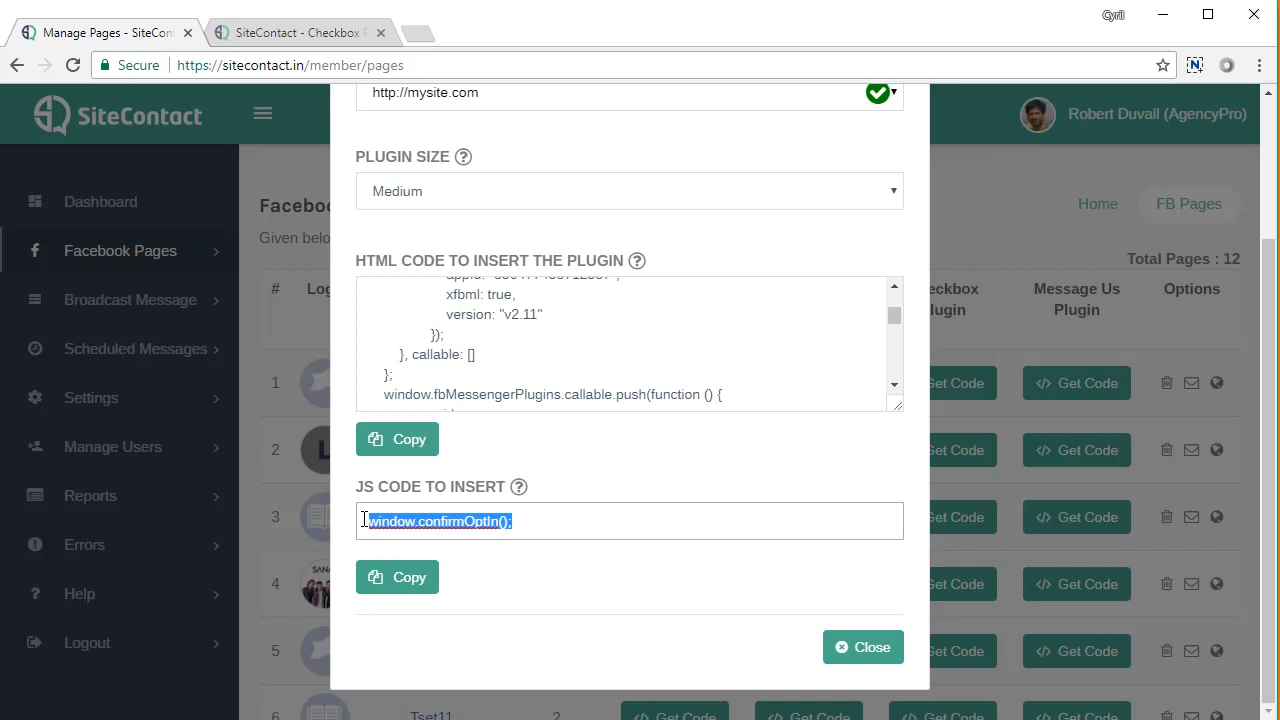 Cyril
Manage Pages - SiteCont
SiteContact - Checkbox P
Secure https://sitecontact.in/member/pages
SiteContact
Robert Duvall (AgencyPro)
Dashboard
Facebook Pages
Broadcast Message
Scheduled Messages
Settings
Manage Users
Reports
Errors
Help
Logout
Given belo
Home
FB Pages
Total Pages : 12
#
Message Us
Plugin
Options
http://mysite.com
PLUGIN SIZE ?
Medium
HTML CODE TO INSERT THE PLUGIN ?
xfbml: true,
version: "v2.11"
});
}, callable: []
};
window.fbMessengerPlugins.callable.push(function () {
Copy
JS CODE TO INSERT ?
window.confirmOptIn();
Copy
Close
1
Get Code
Get Code
2
Get Code
Get Code
3
Get Code
Get Code
4
Get Code
Get Code
5
Get Code
Get Code
6
Tset11
2
Get Code
Get Code
Get Code
Get Code